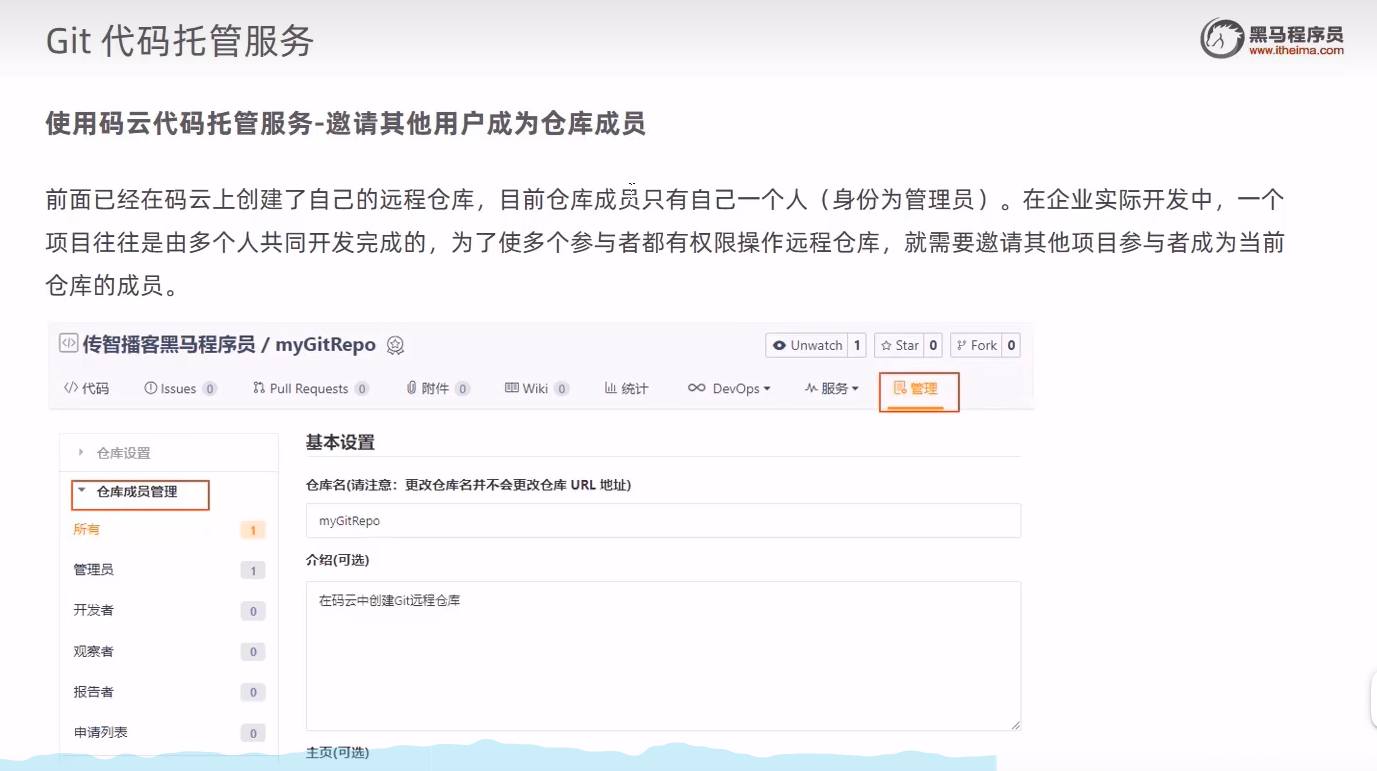 Git 代码托管服务
黑马程序员
www.itheima.com
使用码云代码托管服务-邀请其他用户成为仓库成员
前面已经在码云上创建了自己的远程仓库，目前仓库成员只有自己一个人（身份为管理员）。在企业实际开发中，一个
项目往往是由多个人共同开发完成的，为了使多个参与者都有权限操作远程仓库，就需要邀请其他项目参与者成为当前
仓库的成员。
传智播客黑马程序员 / myGitRepo
Unwatch 1 Star 0 Fork 0
代码 Issues 0 Pull Requests 0 附件 0 Wiki 0 统计 DevOps 服务 管理
仓库设置
仓库成员管理
所有 1
管理员 1
开发者 0
观察者 0
报告者 0
申请列表 0
基本设置
仓库名(请注意：更改仓库名并不会更改仓库 URL 地址)
myGitRepo
介绍(可选)
在码云中创建Git远程仓库
主页(可选)